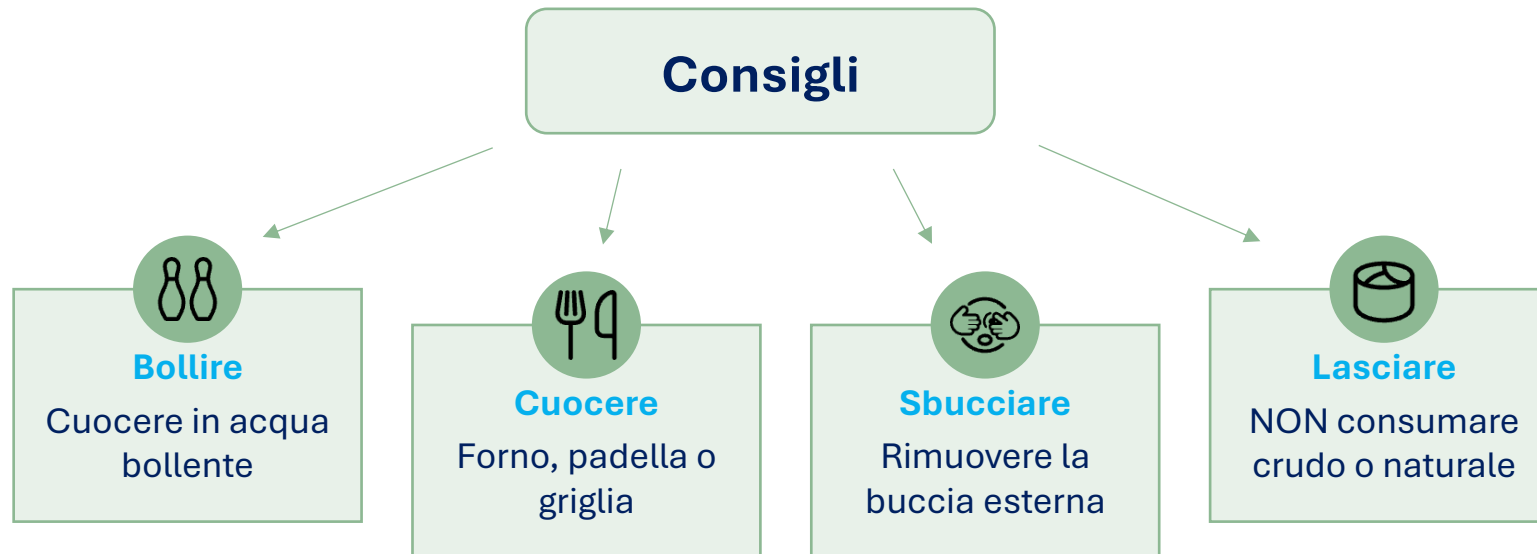 Consigli
Bollire
Cuocere in acqua
bollente
Cuocere
Forno, padella o
griglia
Sbucciare
Rimuovere la
buccia esterna
Lasciare
NON consumare
crudo o naturale